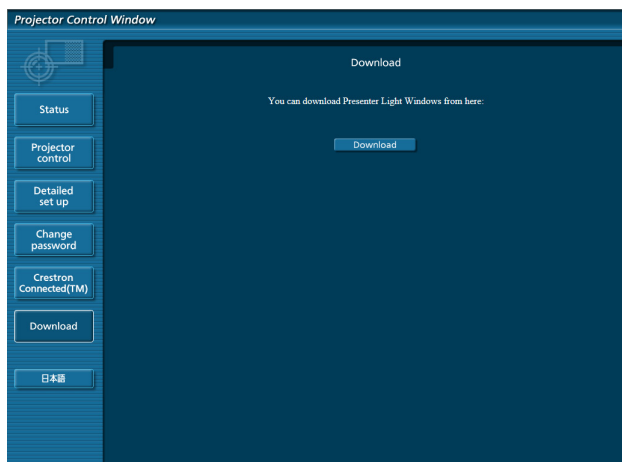 Projector Control Window
Download
You can download Presenter Light Windows from here:
Download
Status
Projector
control
Detailed
set up
Change
password
Crestron
Connected(TM)
Download
日本語